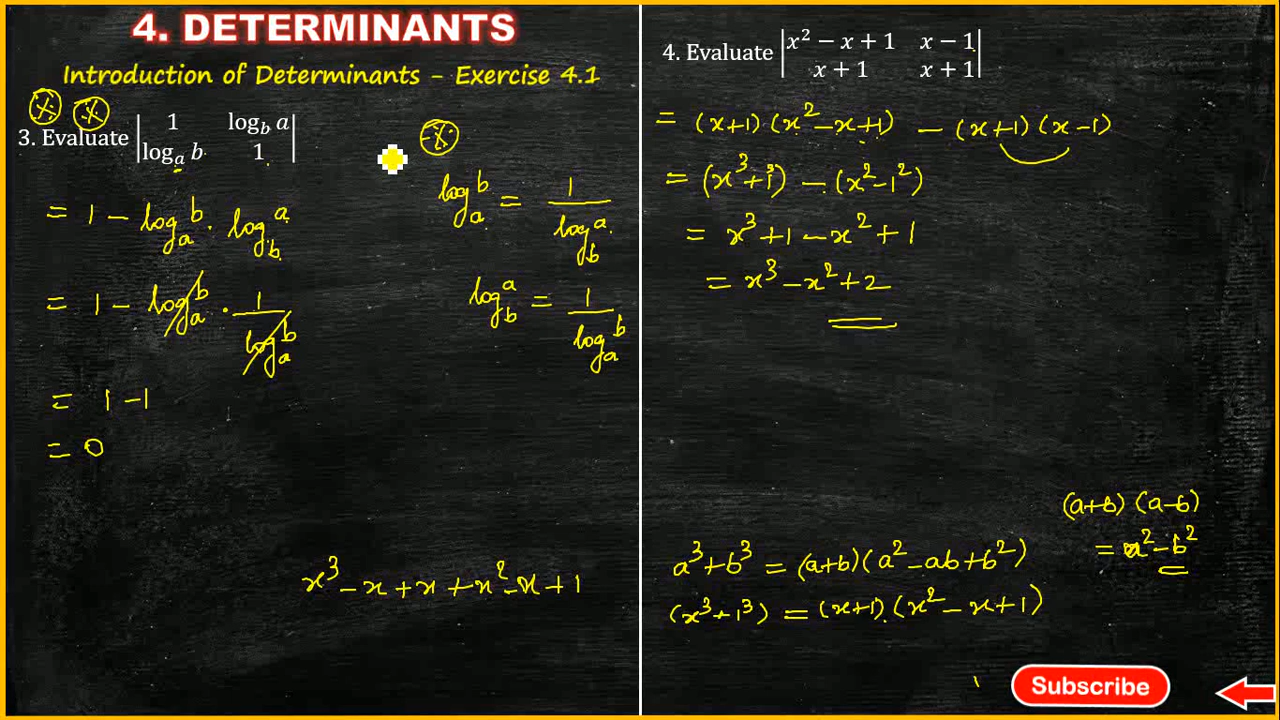 4. DETERMINANTS
Introduction of Determinants - Exercise 4.1
3. Evaluate | 1 log_b a |
| log_a b 1 |
= 1 - log_a b . log_b a
= 1 - log_a b . 1/log_a b
= 1 - 1
= 0
log_a b = 1/log_b a
log_b a = 1/log_a b
x³ - x + x + x² - x + 1
4. Evaluate | x² − x + 1 x − 1 |
| x + 1 x + 1 |
= (x+1) (x² - x + 1) - (x+1) (x-1)
= (x³ + 1³) - (x² - 1²)
= x³ + 1 - x² + 1
= x³ - x² + 2
(a+b) (a-b)
= a² - b²
a³ + b³ = (a+b) (a² - ab + b²)
(x³ + 1³) = (x+1) . (x² - x + 1)
Subscribe